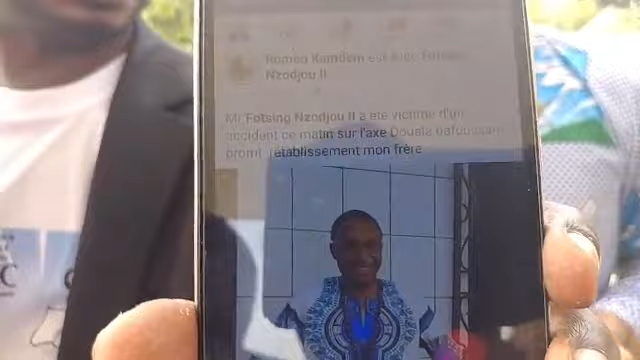 Roméo Kamdem est avec Fotsing
Nzodjou II
Mr Fotsing Nzodjou II a été victime d'un
accident ce matin sur l'axe Douala bafoussam
promt rétablissement mon frère
C